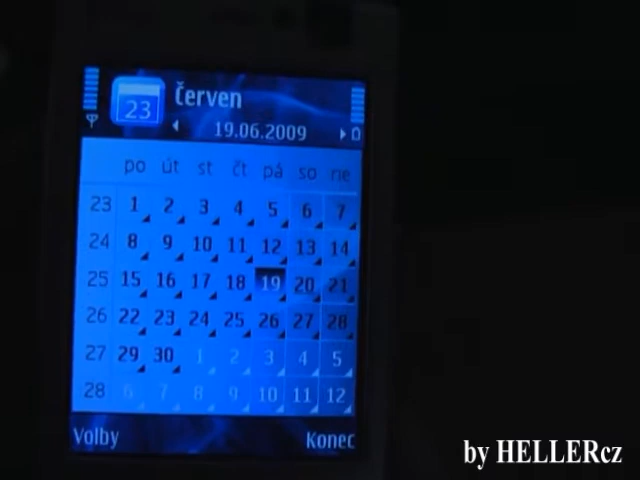 Červen
23
19.06.2009
po út st čt pá so ne
23 1 2 3 4 5 6 7
24 8 9 10 11 12 13 14
25 15 16 17 18 19 20 21
26 22 23 24 25 26 27 28
27 29 30 1 2 3 4 5
28 6 7 8 9 10 11 12
Volby Konec
by HELLERcz